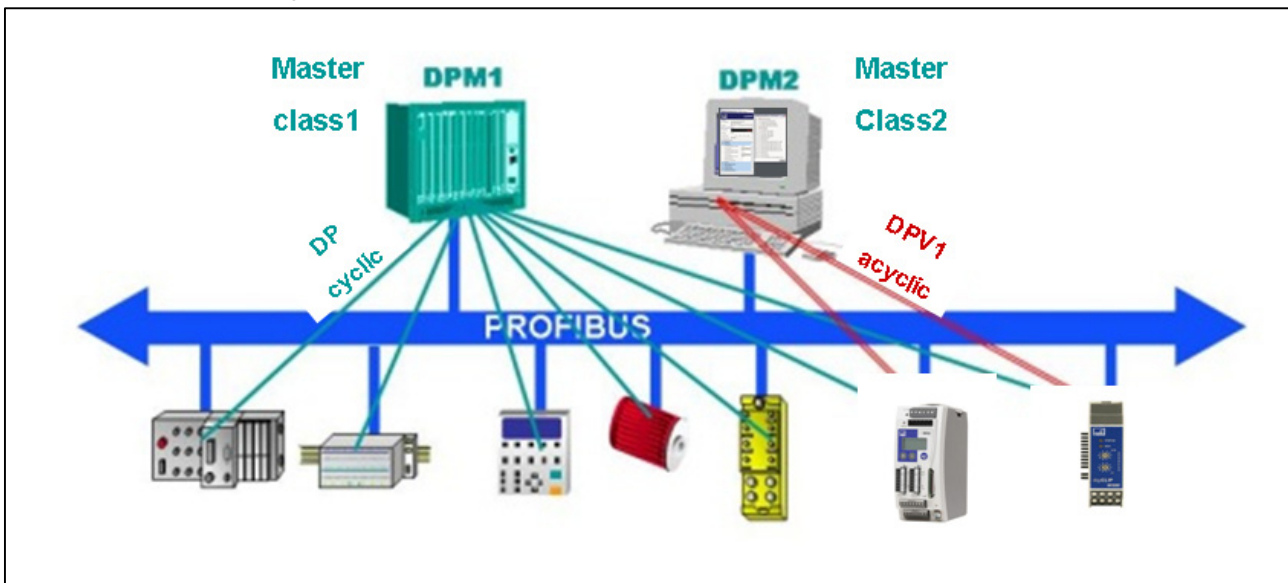 Master
class1
DPM1
DPM2
Master
Class2
DP
cyclic
DPV1
acyclic
PROFIBUS